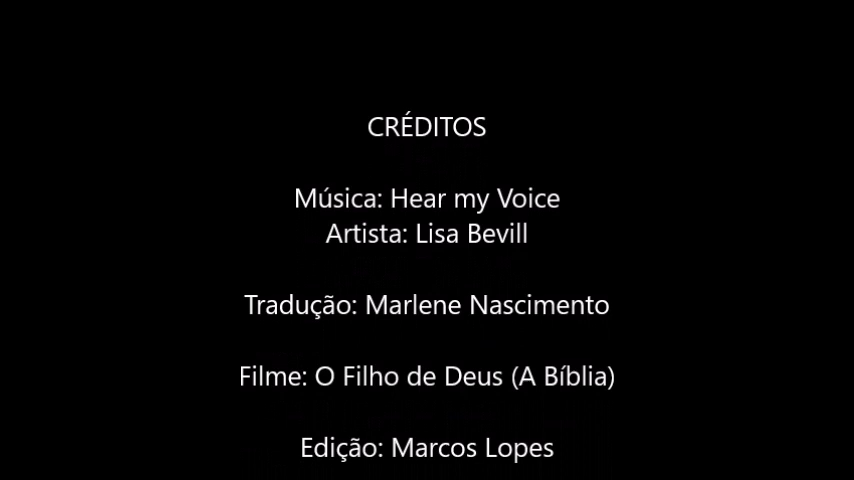 CRÉDITOS
Música: Hear my Voice
Artista: Lisa Bevill
Tradução: Marlene Nascimento
Filme: O Filho de Deus (A Bíblia)
Edição: Marcos Lopes